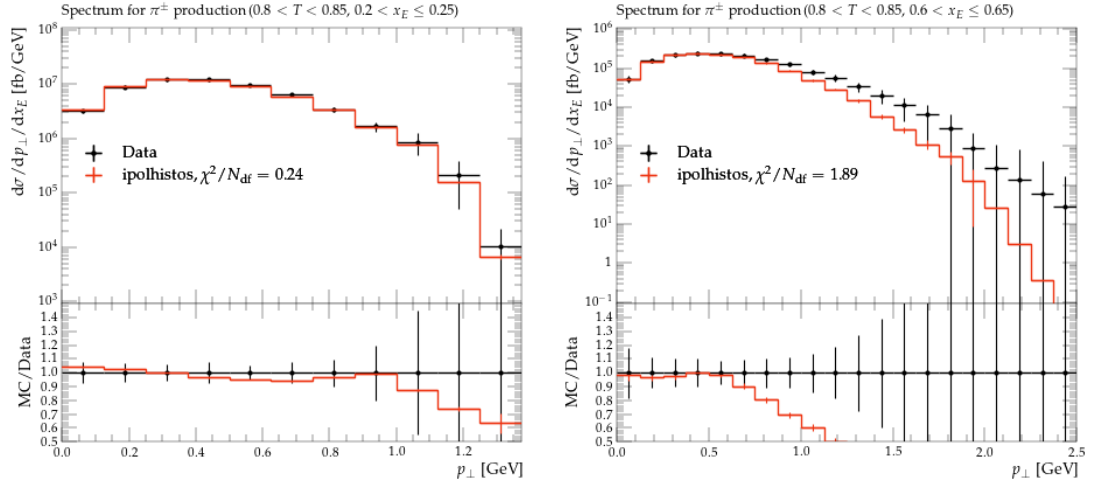 Spectrum for π± production (0.8 < T < 0.85, 0.2 < x_E ≤ 0.25)
dσ/dp⊥/dx_E [fb/GeV]
10^8
10^7
10^6
10^5
10^4
10^3
Data
ipolhistos, χ²/N_df = 0.24
MC/Data
1.4
1.3
1.2
1.1
1.0
0.9
0.8
0.7
0.6
0.5
0.0 0.2 0.4 0.6 0.8 1.0 1.2
p⊥ [GeV]
Spectrum for π± production (0.8 < T < 0.85, 0.6 < x_E ≤ 0.65)
dσ/dp⊥/dx_E [fb/GeV]
10^6
10^5
10^4
10^3
10^2
10^1
1
10^−1
Data
ipolhistos, χ²/N_df = 1.89
MC/Data
1.4
1.3
1.2
1.1
1.0
0.9
0.8
0.7
0.6
0.5
0.0 0.5 1.0 1.5 2.0 2.5
p⊥ [GeV]